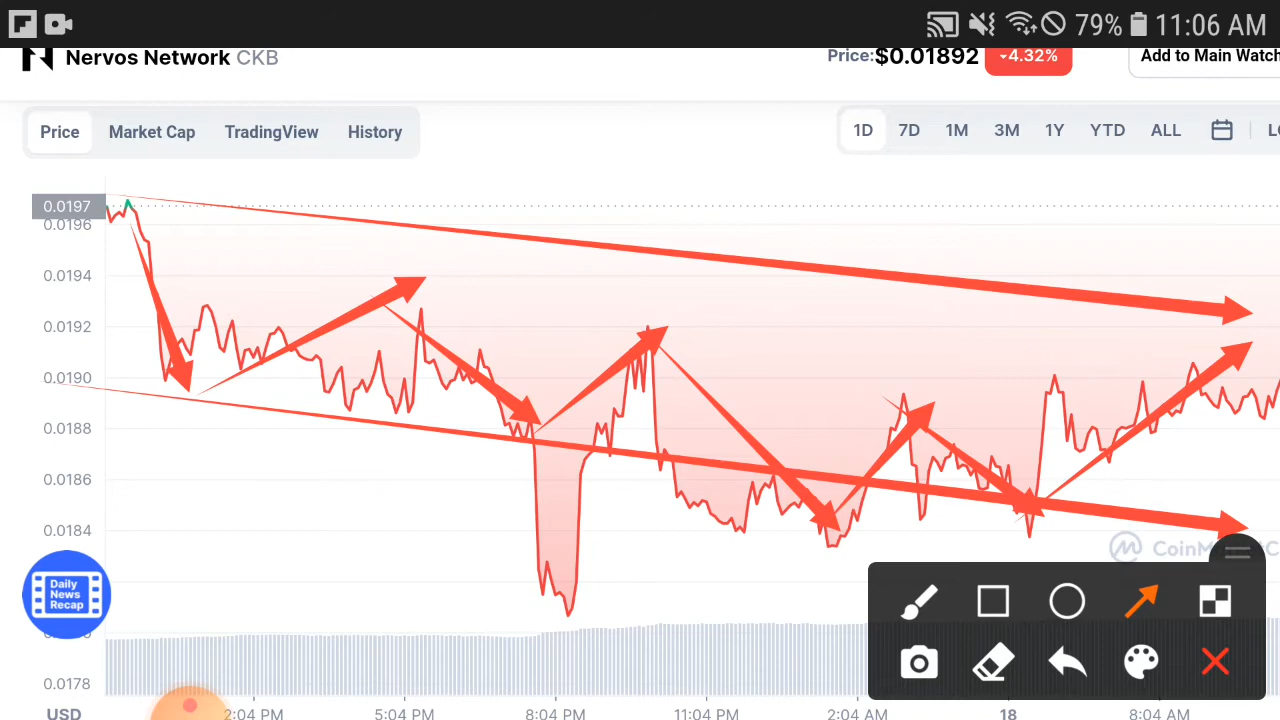 79% 11:06 AM
Nervos Network CKB
Price: $0.01892 4.32% Add to Main Watch
Price Market Cap TradingView History
1D 7D 1M 3M 1Y YTD ALL
0.0197
0.0196
0.0194
0.0192
0.0190
0.0188
0.0186
0.0184
CoinM
Daily
News
Recap
0.0178
USD 2:04 PM 5:04 PM 8:04 PM 11:04 PM 2:04 AM 18 8:04 AM